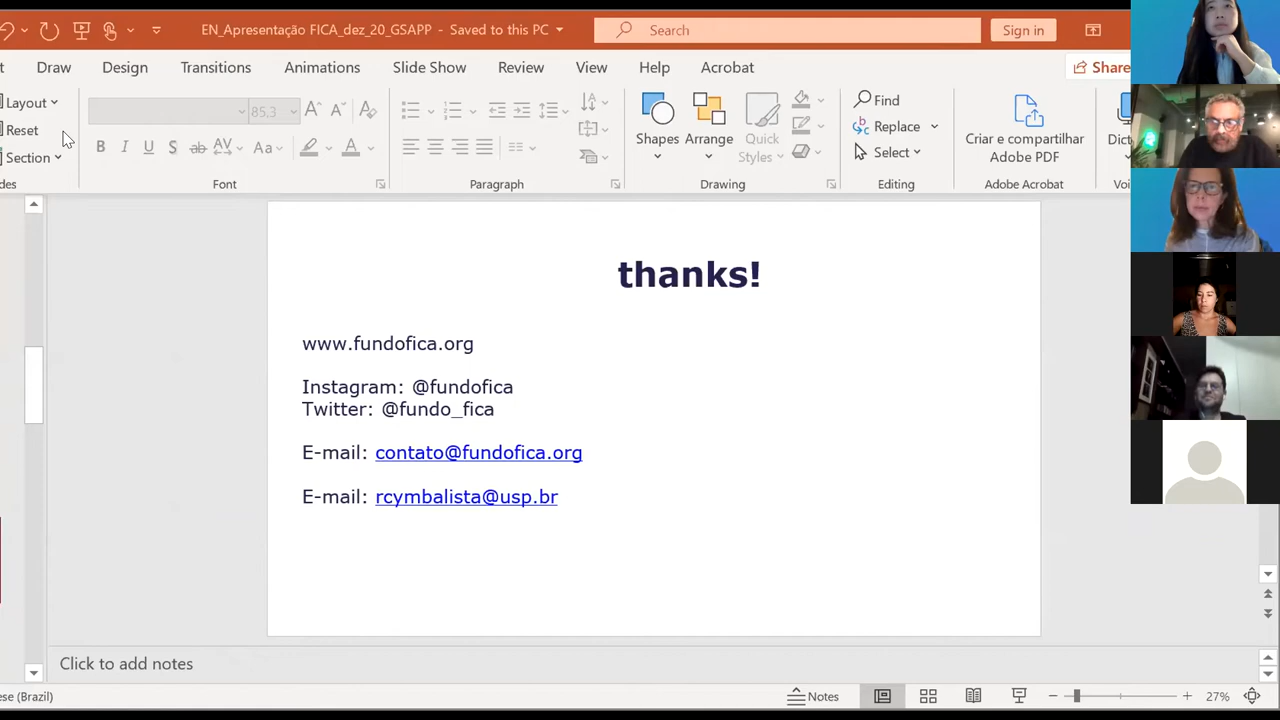 EN_Apresentação FICA_dez_20_GSAPP - Saved to this PC
Search
Sign in
Draw
Design
Transitions
Animations
Slide Show
Review
View
Help
Acrobat
Share
Layout
Reset
Section
85,3
Font
Paragraph
Shapes
Arrange
Quick
Styles
Drawing
Find
Replace
Select
Editing
Criar e compartilhar
Adobe PDF
Adobe Acrobat
thanks!
www.fundofica.org
Instagram: @fundofica
Twitter: @fundo_fica
E-mail: contato@fundofica.org
E-mail: rcymbalista@usp.br
Click to add notes
(Brazil)
Notes
27%